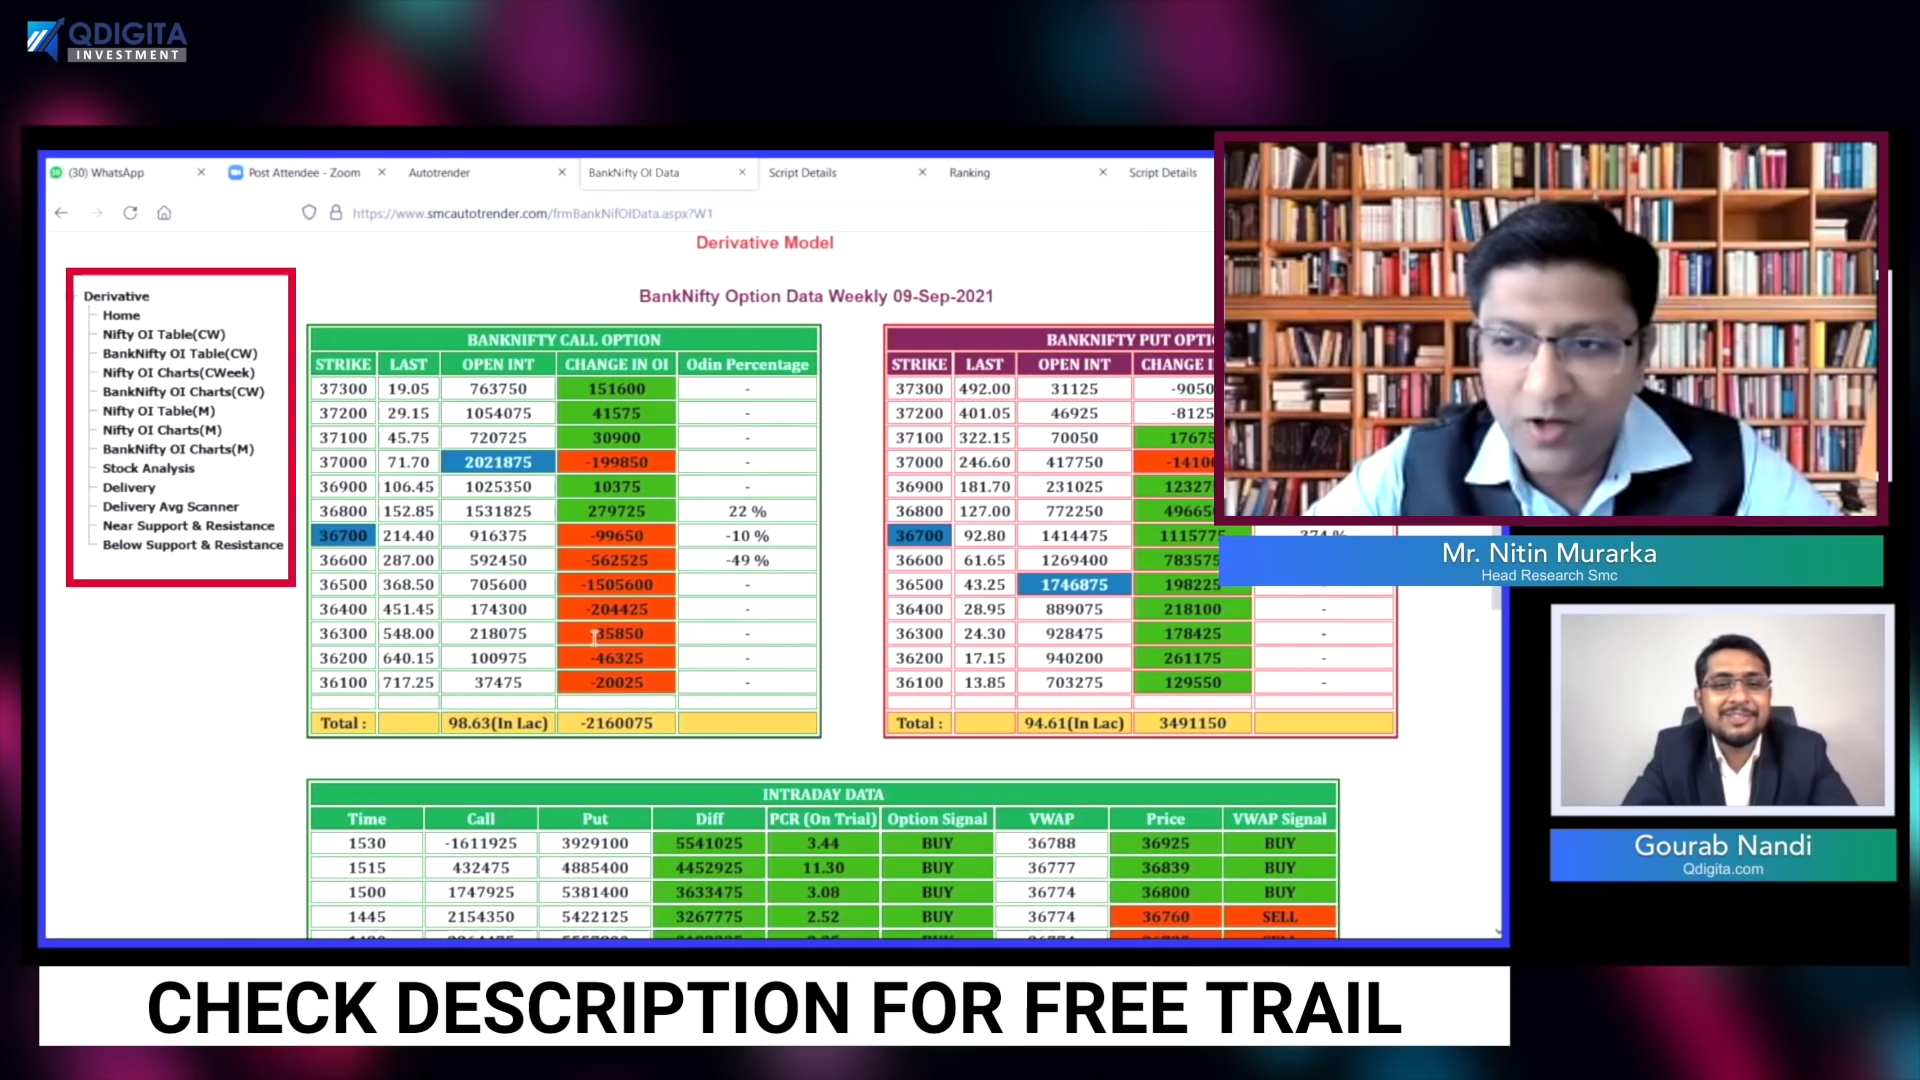 QDIGITA
INVESTMENT
(30) WhatsApp
Post Attendee - Zoom
Autotrender
BankNifty OI Data
Script Details
Ranking
Script Details
https://www.smcautotrender.com/frmBankNifOIData.aspx?W1
Derivative Model
BankNifty Option Data Weekly 09-Sep-2021
Derivative
Home
Nifty OI Table(CW)
BankNifty OI Table(CW)
Nifty OI Charts(CWeek)
BankNifty OI Charts(CW)
Nifty OI Table(M)
Nifty OI Charts(M)
BankNifty OI Charts(M)
Stock Analysis
Delivery
Delivery Avg Scanner
Near Support & Resistance
Below Support & Resistance
BANKNIFTY CALL OPTION
STRIKE LAST OPEN INT CHANGE IN OI Odin Percentage
37300 19.05 763750 151600 -
37200 29.15 1054075 41575 -
37100 45.75 720725 30900 -
37000 71.70 2021875 -199850 -
36900 106.45 1025350 10375 -
36800 152.85 1531825 279725 22 %
36700 214.40 916375 -99650 -10 %
36600 287.00 592450 -562525 -49 %
36500 368.50 705600 -1505600 -
36400 451.45 174300 -204425 -
36300 548.00 218075 35850 -
36200 640.15 100975 -46325 -
36100 717.25 37475 -20025 -
Total : 98.63(In Lac) -2160075
BANKNIFTY PUT OPTI
STRIKE LAST OPEN INT CHANGE I
37300 492.00 31125 -9050
37200 401.05 46925 -8125
37100 322.15 70050 17675
37000 246.60 417750 -1410
36900 181.70 231025 12327
36800 127.00 772250 49665
36700 92.80 1414475 1115775
36600 61.65 1269400 783575
36500 43.25 1746875 198225
36400 28.95 889075 218100 -
36300 24.30 928475 178425 -
36200 17.15 940200 261175 -
36100 13.85 703275 129550 -
Total : 94.61(In Lac) 3491150
INTRADAY DATA
Time Call Put Diff PCR (On Trial) Option Signal VWAP Price VWAP Signal
1530 -1611925 3929100 5541025 3.44 BUY 36788 36925 BUY
1515 432475 4885400 4452925 11.30 BUY 36777 36839 BUY
1500 1747925 5381400 3633475 3.08 BUY 36774 36800 BUY
1445 2154350 5422125 3267775 2.52 BUY 36774 36760 SELL
Mr. Nitin Murarka
Head Research Smc
Gourab Nandi
Qdigita.com
CHECK DESCRIPTION FOR FREE TRAIL